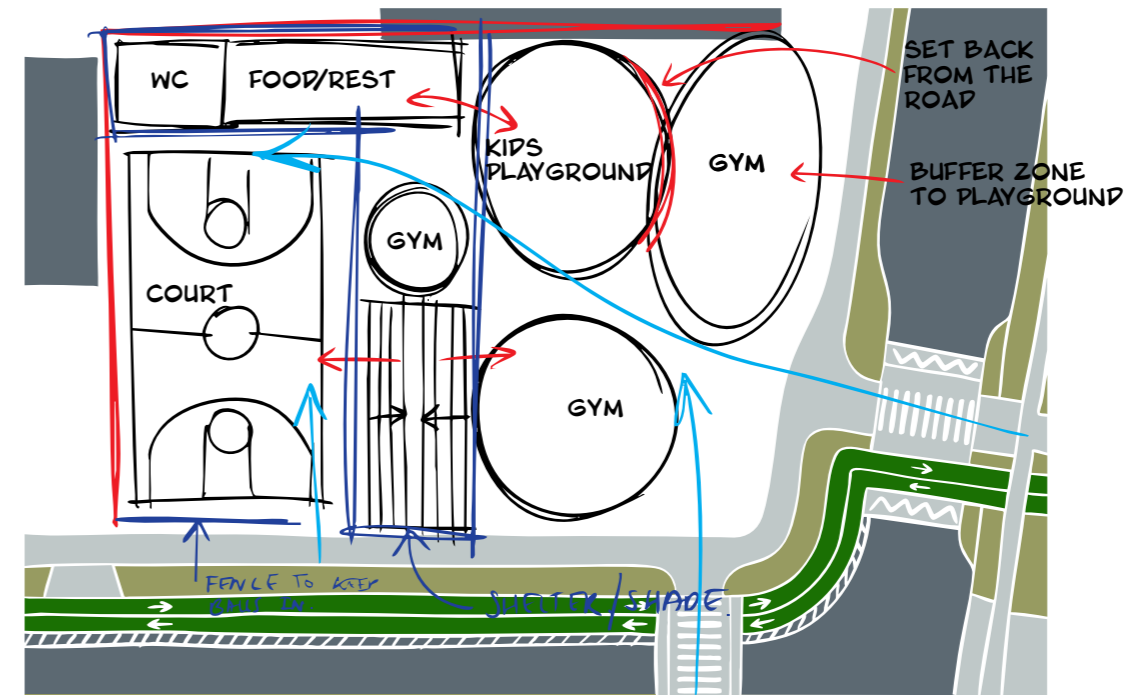 SET BACK
FROM THE
ROAD
WC
FOOD/REST
KIDS
PLAYGROUND
GYM
BUFFER ZONE
TO PLAYGROUND
GYM
COURT
GYM
FENCE TO KEEP
BALLS IN
SHELTER/SHADE